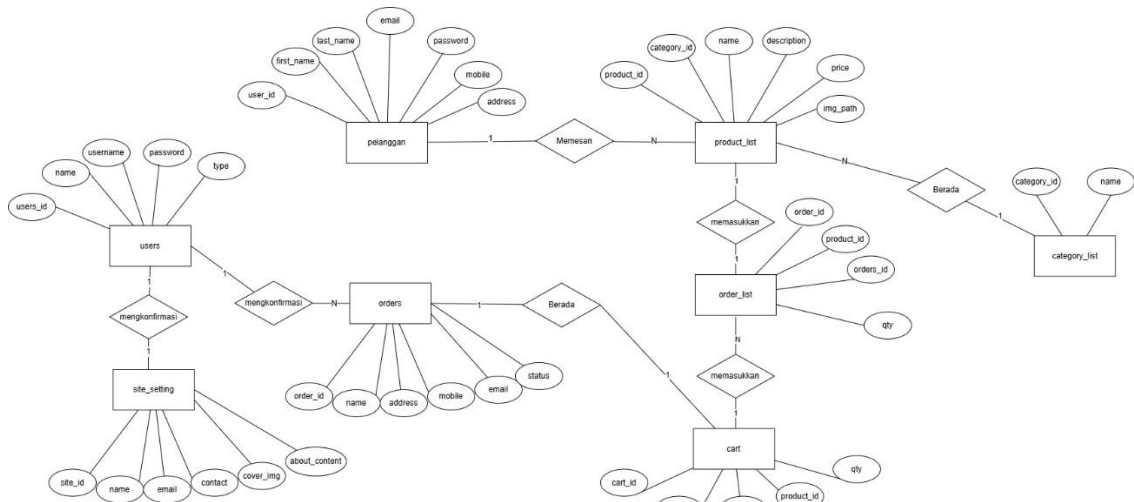 email
last_name
password
first_name
mobile
user_id
address
pelanggan
1
Memesan
N
name
category_id
description
product_id
price
img_path
product_list
N
Berada
1
category_id
name
category_list
username
password
name
type
users_id
users
1
mengkonfirmasi
1
site_setting
site_id
name
email
contact
cover_img
about_content
1
mengkonfirmasi
N
orders
order_id
name
address
mobile
email
status
1
Berada
1
1
memasukkan
1
order_id
product_id
orders_id
qty
order_list
N
memasukkan
1
cart
cart_id
product_id
qty